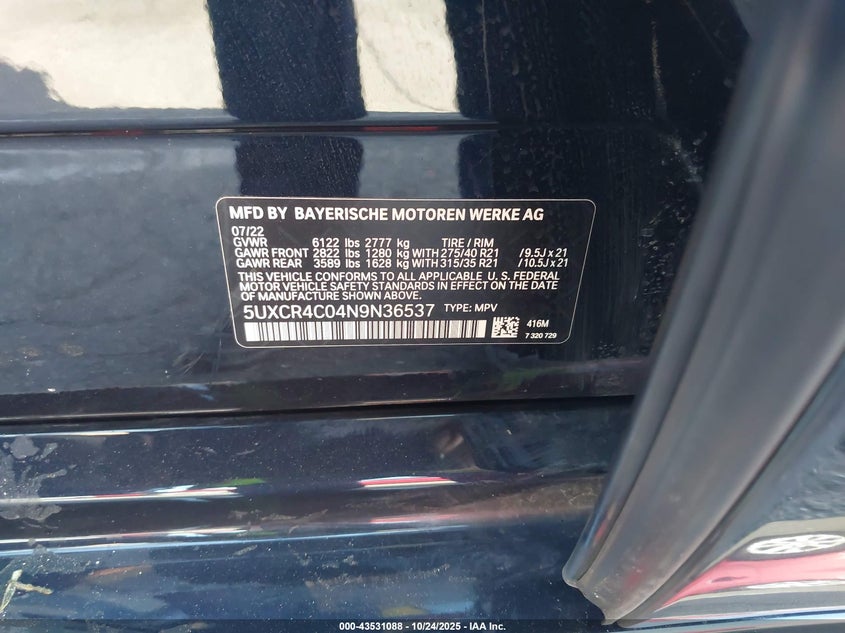 MFD BY BAYERISCHE MOTOREN WERKE AG
07/22
GVWR 6122 lbs 2777 kg TIRE / RIM
GAWR FRONT 2822 lbs 1280 kg WITH 275/40 R21 / 9.5J x 21
GAWR REAR 3589 lbs 1628 kg WITH 315/35 R21 / 10.5J x 21
THIS VEHICLE CONFORMS TO ALL APPLICABLE U. S. FEDERAL
MOTOR VEHICLE SAFETY STANDARDS IN EFFECT ON THE
DATE OF MANUFACTURE SHOWN ABOVE.
5UXCR4C04N9N36537 TYPE: MPV
416M
7 320 729
000-43531088 - 10/24/2025 - IAA Inc.